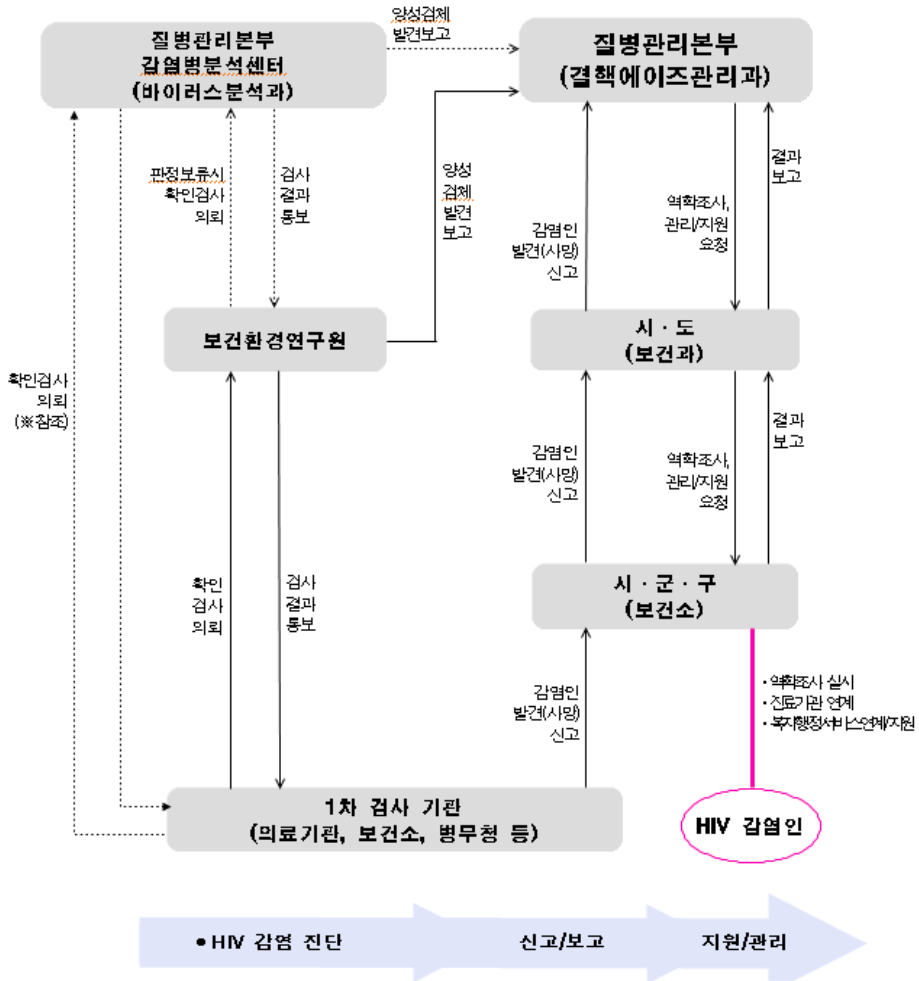 질병관리본부
감염병분석센터
(바이러스분석과)
양성검체
발견보고
질병관리본부
(결핵에이즈관리과)
판정보류시
확인검사
의뢰
검사
결과
통보
양성
검체
발견
보고
감염인
발견(사망)
신고
역학조사,
관리/지원
요청
결과
보고
보건환경연구원
시 · 도
(보건과)
확인검사
의뢰
(※참조)
감염인
발견(사망)
신고
역학조사,
관리/지원
요청
결과
보고
확인
검사
의뢰
검사
결과
통보
시 · 군 · 구
(보건소)
감염인
발견(사망)
신고
· 역학조사 실시
· 진료기관 연계
· 복지행정서비스연계/지원
1차 검사 기관
(의료기관, 보건소, 병무청 등)
HIV 감염인
● HIV 감염 진단
신고/보고
지원/관리